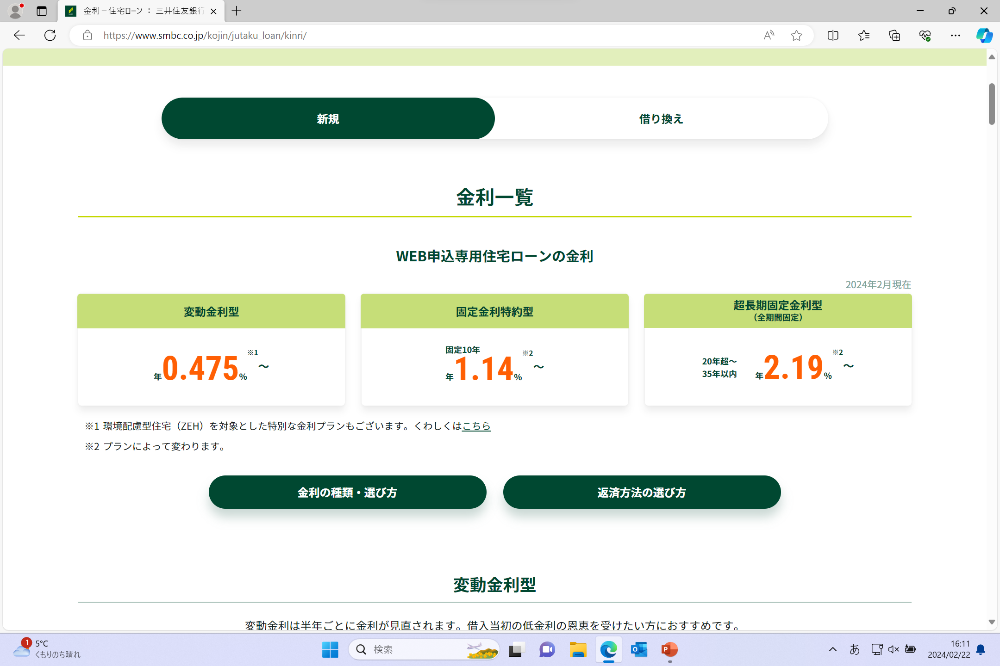 金利－住宅ローン ： 三井住友銀行
https://www.smbc.co.jp/kojin/jutaku_loan/kinri/
新規
借り換え
金利一覧
WEB申込専用住宅ローンの金利
2024年2月現在
変動金利型
年0.475%※1～
固定金利特約型
固定10年
年1.14%※2～
超長期固定金利型
（全期間固定）
20年超～
35年以内
年2.19%※2～
※1 環境配慮型住宅（ZEH）を対象とした特別な金利プランもございます。くわしくはこちら
※2 プランによって変わります。
金利の種類・選び方
返済方法の選び方
変動金利型
変動金利は半年ごとに金利が見直されます。借入当初の低金利の恩恵を受けたい方におすすめです。
1
5°C
くもりのち晴れ
検索
あ
16:11
2024/02/22